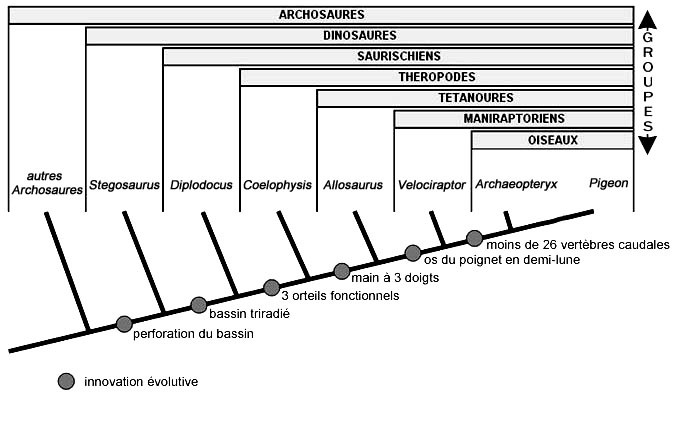 ARCHOSAURES
DINOSAURES
SAURISCHIENS
THEROPODES
TETANOURES
MANIRAPTORIENS
OISEAUX
GROUPES
autres
Archosaures
Stegosaurus
Diplodocus
Coelophysis
Allosaurus
Velociraptor
Archaeopteryx
Pigeon
moins de 26 vertèbres caudales
os du poignet en demi-lune
main à 3 doigts
3 orteils fonctionnels
bassin triradié
perforation du bassin
innovation évolutive